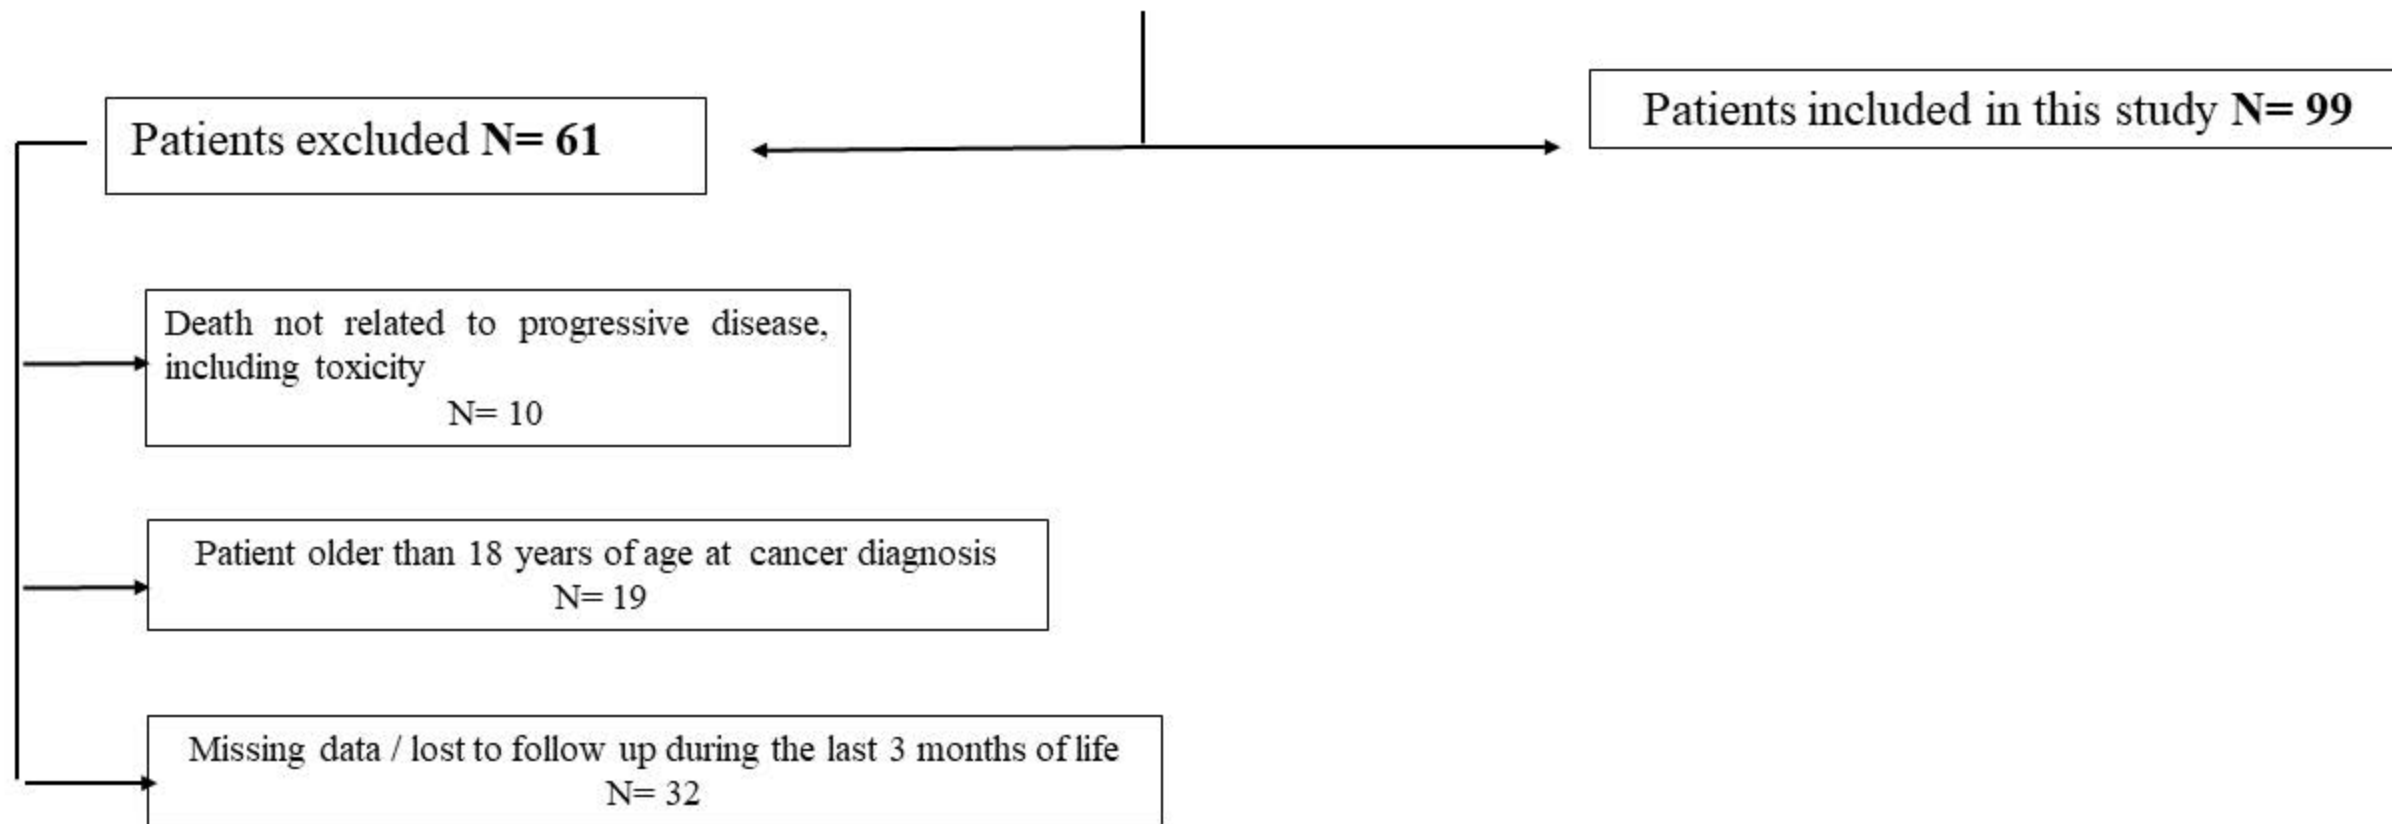 Patients excluded N= 61
Patients included in this study N= 99
Death not related to progressive disease,
including toxicity
N= 10
Patient older than 18 years of age at cancer diagnosis
N= 19
Missing data / lost to follow up during the last 3 months of life
N= 32